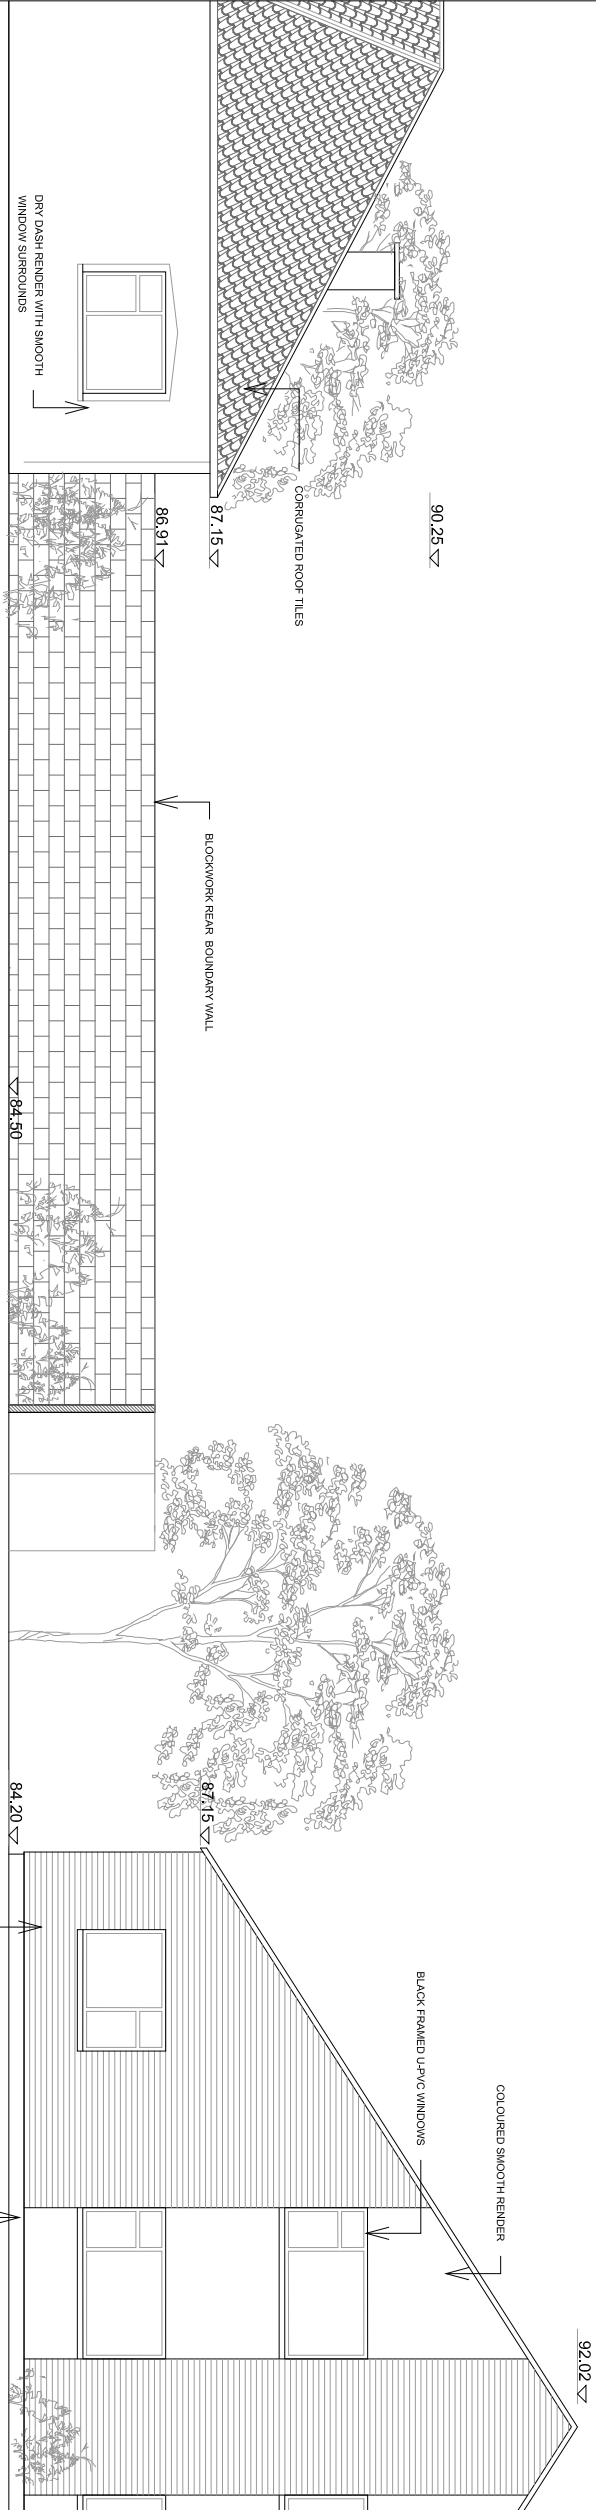 DRY DASH RENDER WITH SMOOTH
WINDOW SURROUNDS
CORRUGATED ROOF TILES
90.25
87.15
86.91
BLOCKWORK REAR BOUNDARY WALL
84.50
87.15
84.20
BLACK FRAMED U-PVC WINDOWS
COLOURED SMOOTH RENDER
92.02